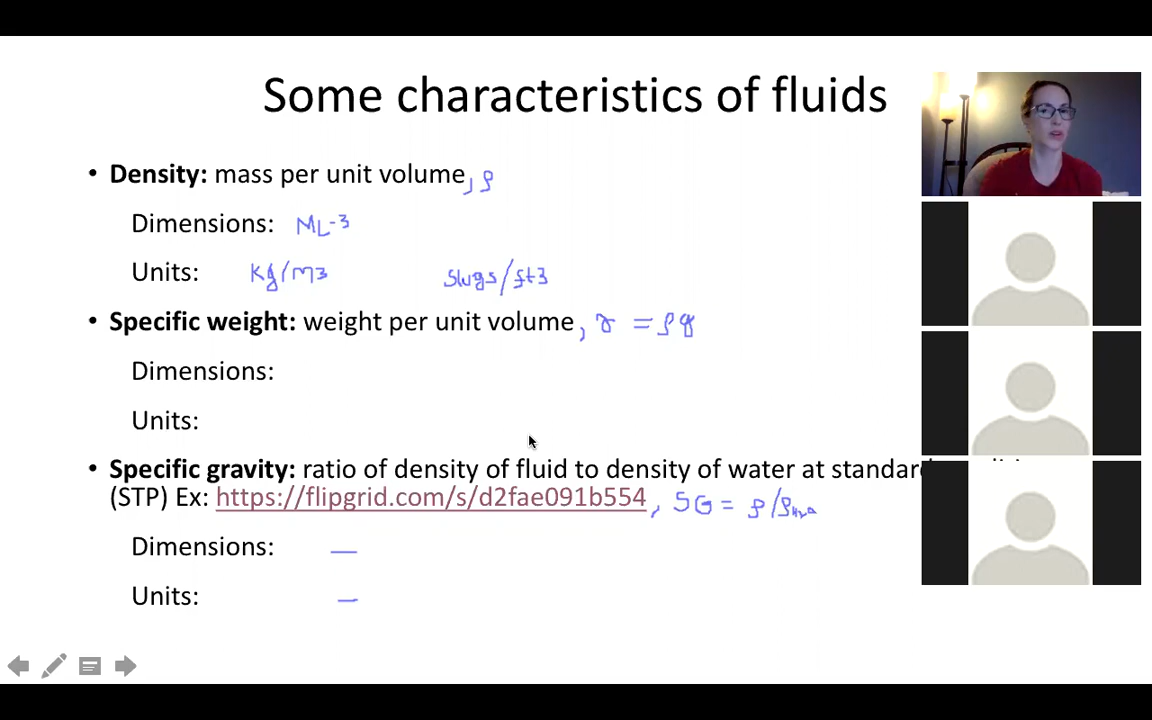 Some characteristics of fluids
• Density: mass per unit volume, ρ
Dimensions: ML-3
Units: Kg/m3 slugs/ft3
• Specific weight: weight per unit volume, γ = ρg
Dimensions:
Units:
• Specific gravity: ratio of density of fluid to density of water at standard
(STP) Ex: https://flipgrid.com/s/d2fae091b554, SG = ρ/ρH2O
Dimensions: —
Units: —